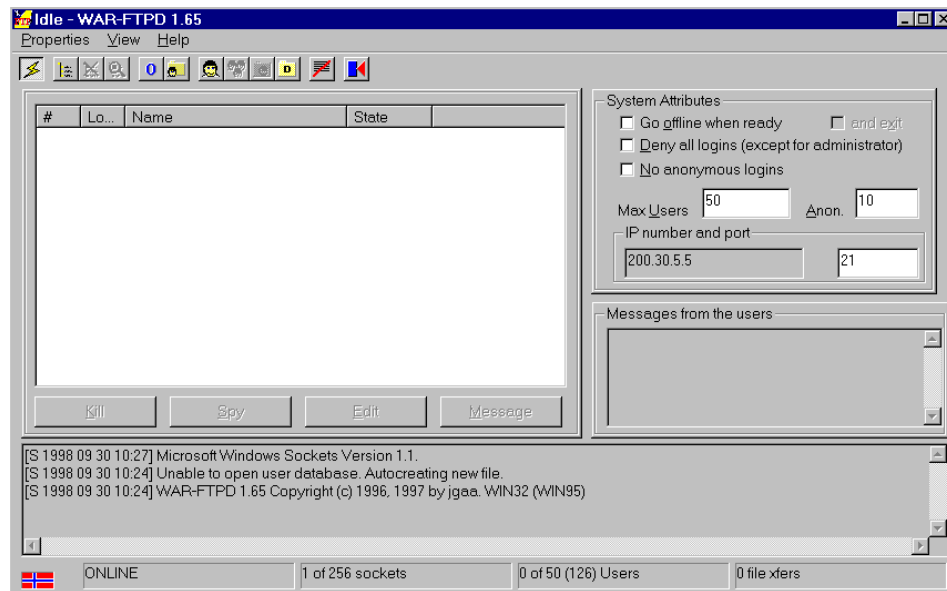 Idle - WAR-FTPD 1.65
Properties View Help
# Lo... Name State
Kill Spy Edit Message
System Attributes
Go offline when ready and exit
Deny all logins (except for administrator)
No anonymous logins
Max Users 50 Anon. 10
IP number and port
200.30.5.5 21
Messages from the users
[S 1998 09 30 10:27] Microsoft Windows Sockets Version 1.1.
[S 1998 09 30 10:24] Unable to open user database. Autocreating new file.
[S 1998 09 30 10:24] WAR-FTPD 1.65 Copyright (c) 1996, 1997 by jgaa. WIN32 (WIN95)
ONLINE 1 of 256 sockets 0 of 50 (126) Users 0 file xfers